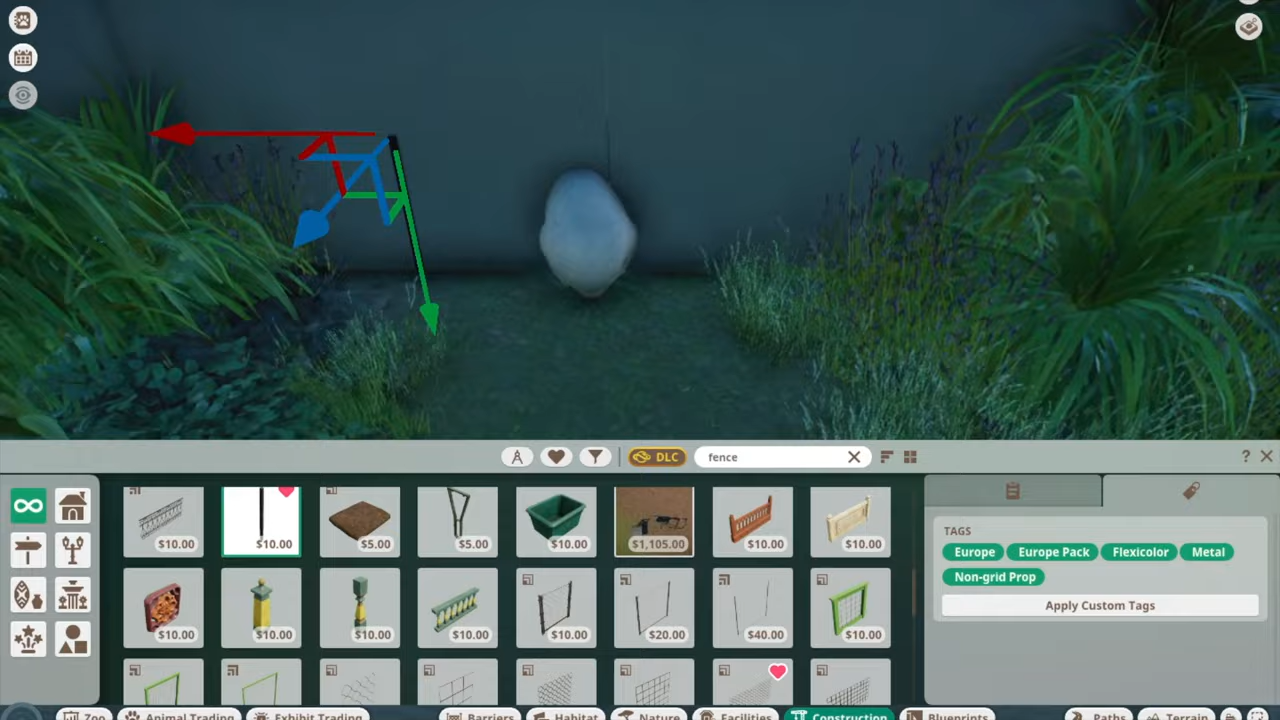 DLC
fence
?
$10.00
$10.00
$5.00
$5.00
$10.00
$1,105.00
$10.00
$10.00
$10.00
$10.00
$10.00
$10.00
$10.00
$20.00
$40.00
$10.00
TAGS
Europe
Europe Pack
Flexicolor
Metal
Non-grid Prop
Apply Custom Tags
Zoo
Animal Trading
Exhibit Trading
Barriers
Habitat
Nature
Facilities
Construction
Blueprints
Paths
Terrain